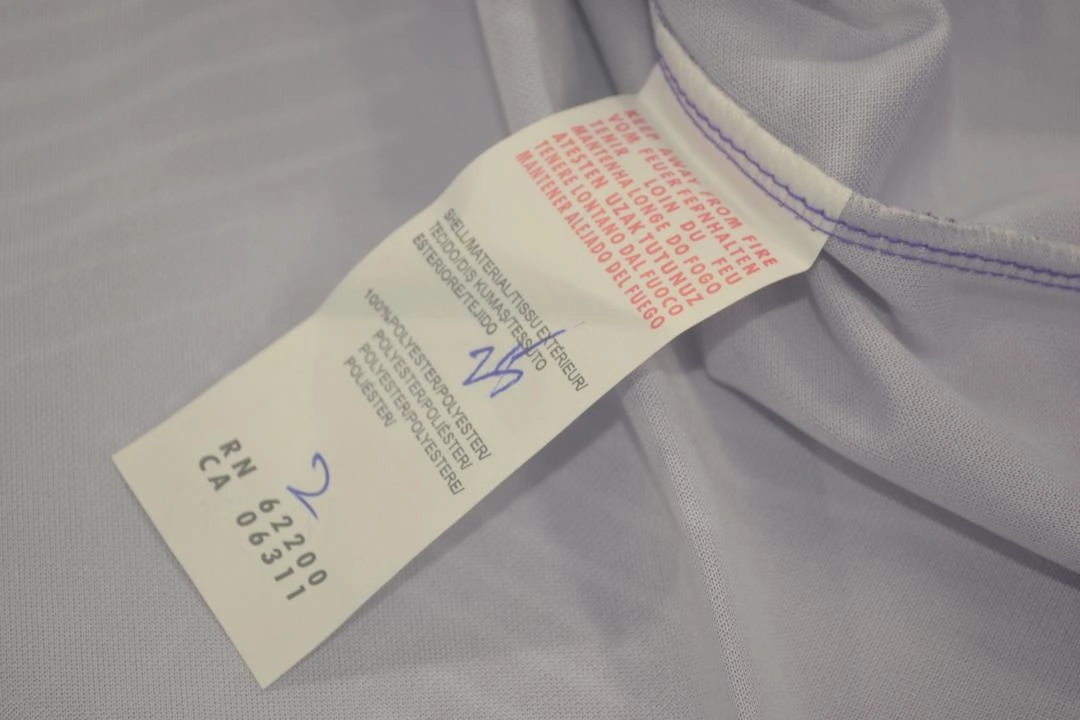 KEEP AWAY FROM FIRE
VOM FEUER FERNHALTEN
TENIR LOIN DU FEU
MANTENHA LONGE DO FOGO
ATESTEN UZAK TUTUNUZ
TENERE LONTANO DAL FUOCO
MANTENER ALEJADO DEL FUEGO
SHELL/MATERIAL/TISSU EXTÉRIEUR/
TECIDO/DIŞ KUMAŞ/TESSUTO
ESTERIORE/TEJIDO
100%POLYESTER/POLYESTER/
POLYESTER/POLIÉSTER/
POLYESTER/POLYESTERE/
POLIÉSTER/
2
RN 62200
CA 06311